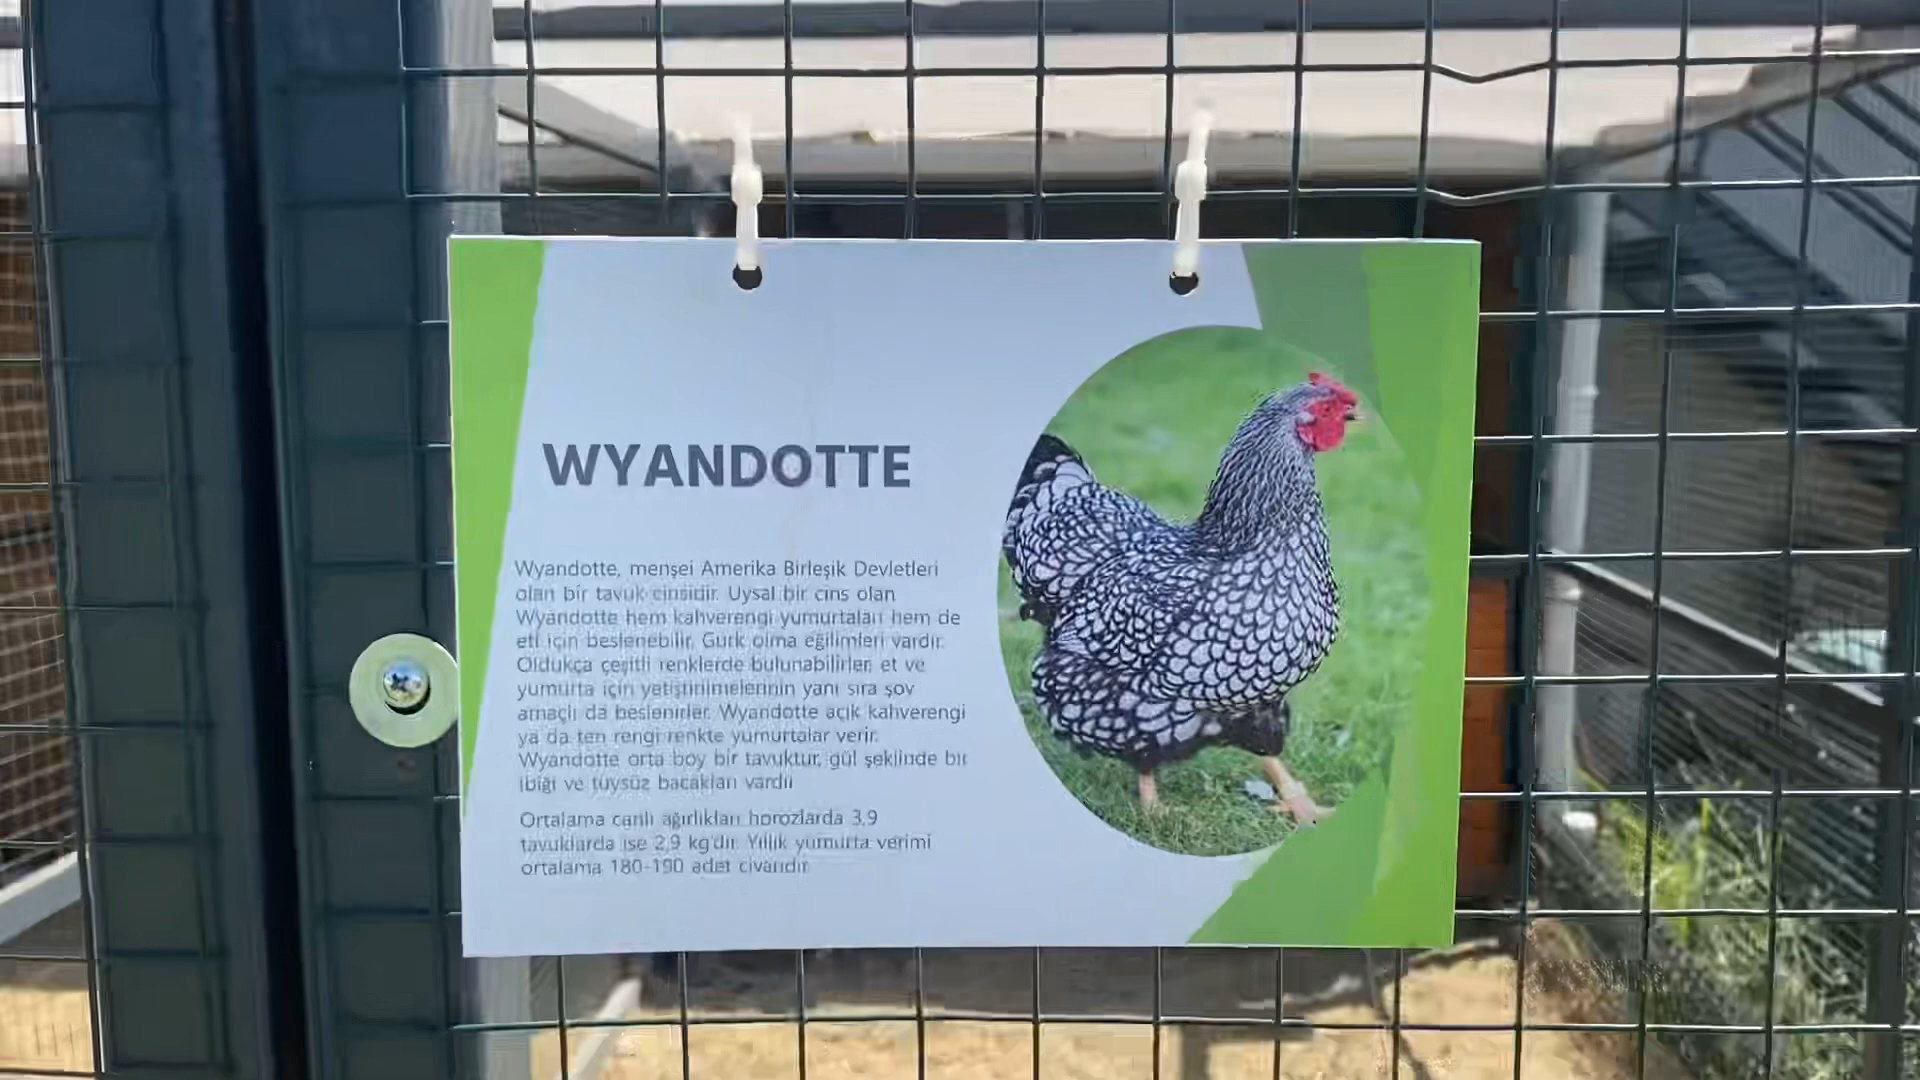 WYANDOTTE
Wyandotte, menşei Amerika Birleşik Devletleri
olan bir tavuk cinsidir. Uysal bir cins olan
Wyandotte hem kahverengi yumurtaları hem de
eti için beslenebilir. Gurk olma eğilimleri vardır.
Oldukça çeşitli renklerde bulunabilirler, et ve
yumurta için yetiştirilmelerinin yanı sıra şov
amaçlı da beslenirler. Wyandotte açık kahverengi
ya da ten rengi renkte yumurtalar verir.
Wyandotte orta boy bir tavuktur, gül şeklinde bir
ibiği ve tüysüz bacakları vardır
Ortalama canlı ağırlıkları horozlarda 3,9
tavuklarda ise 2,9 kg'dır. Yıllık yumurta verimi
ortalama 180-190 adet civarıdır.